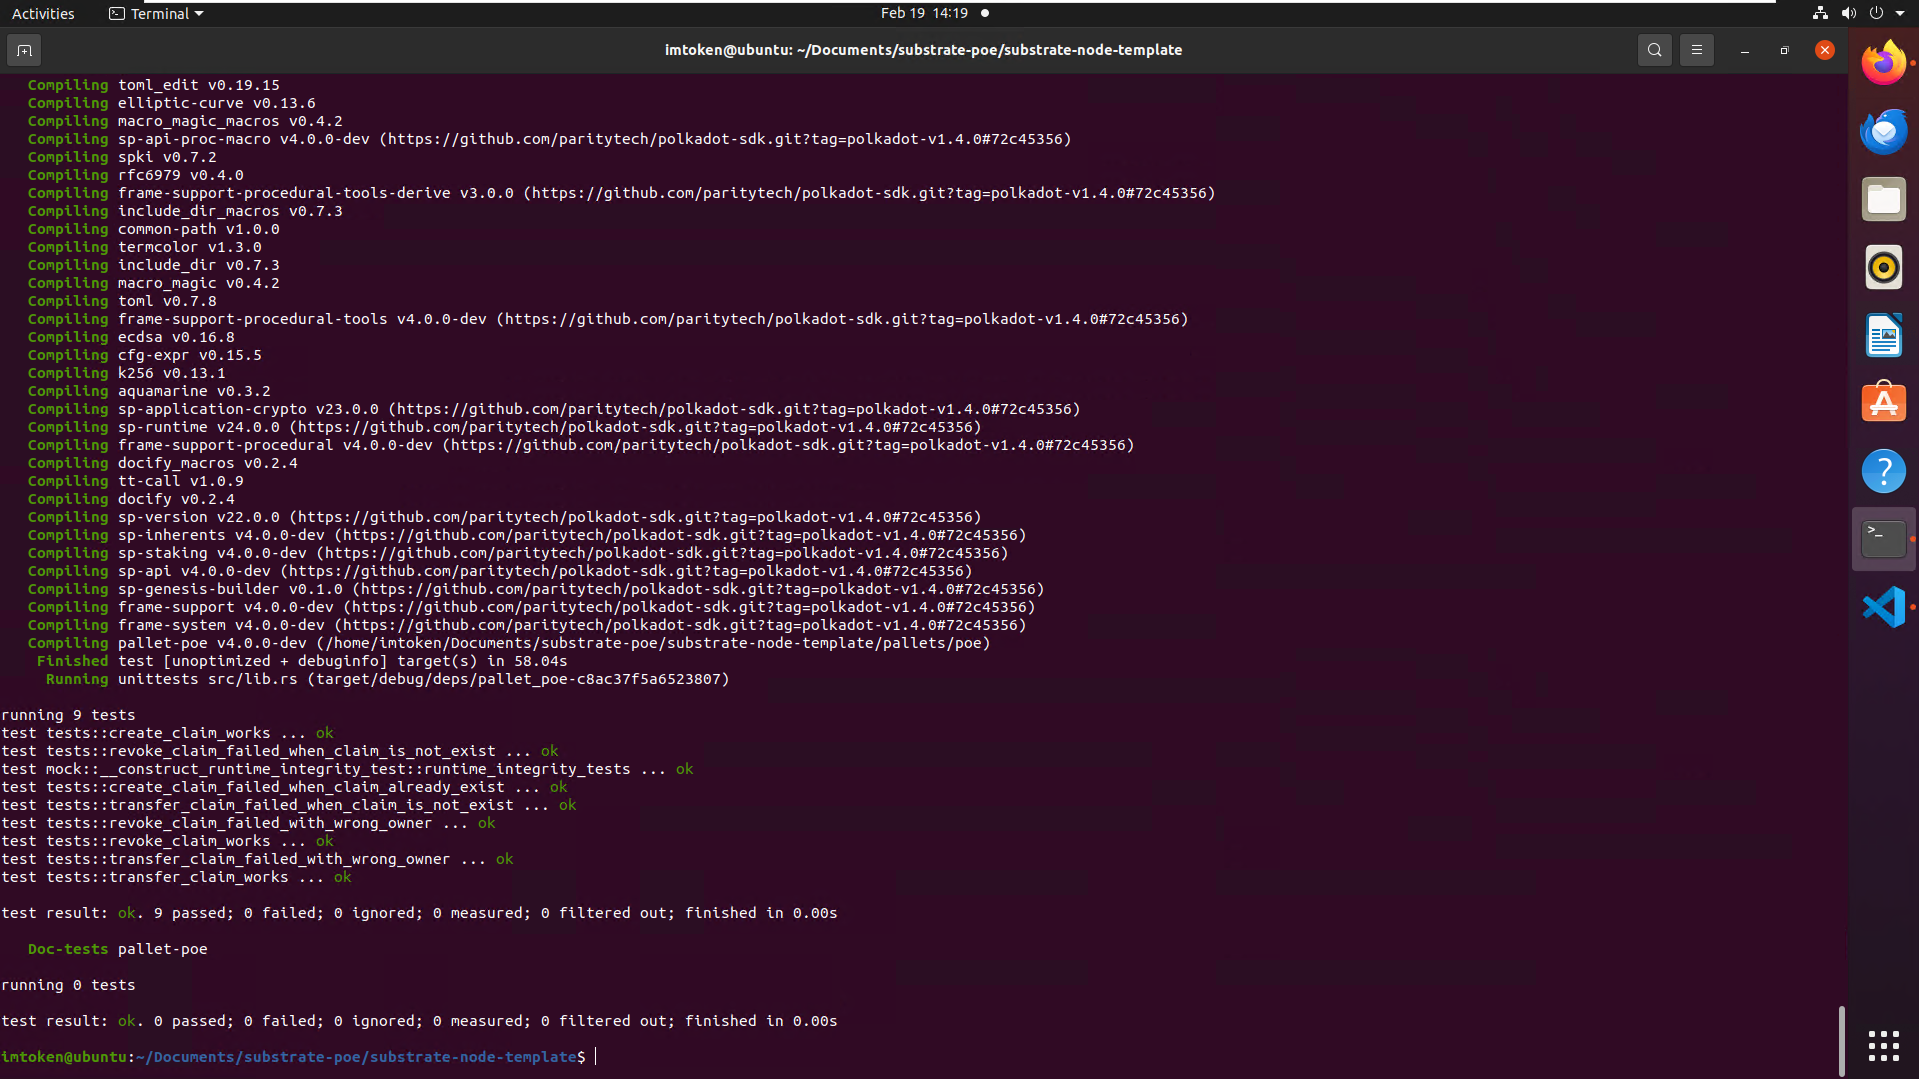 Activities
Terminal
Feb 19 14:19
imtoken@ubuntu: ~/Documents/substrate-poe/substrate-node-template
Compiling toml_edit v0.19.15
Compiling elliptic-curve v0.13.6
Compiling macro_magic_macros v0.4.2
Compiling sp-api-proc-macro v4.0.0-dev (https://github.com/paritytech/polkadot-sdk.git?tag=polkadot-v1.4.0#72c45356)
Compiling spki v0.7.2
Compiling rfc6979 v0.4.0
Compiling frame-support-procedural-tools-derive v3.0.0 (https://github.com/paritytech/polkadot-sdk.git?tag=polkadot-v1.4.0#72c45356)
Compiling include_dir_macros v0.7.3
Compiling common-path v1.0.0
Compiling termcolor v1.3.0
Compiling include_dir v0.7.3
Compiling macro_magic v0.4.2
Compiling toml v0.7.8
Compiling frame-support-procedural-tools v4.0.0-dev (https://github.com/paritytech/polkadot-sdk.git?tag=polkadot-v1.4.0#72c45356)
Compiling ecdsa v0.16.8
Compiling cfg-expr v0.15.5
Compiling k256 v0.13.1
Compiling aquamarine v0.3.2
Compiling sp-application-crypto v23.0.0 (https://github.com/paritytech/polkadot-sdk.git?tag=polkadot-v1.4.0#72c45356)
Compiling sp-runtime v24.0.0 (https://github.com/paritytech/polkadot-sdk.git?tag=polkadot-v1.4.0#72c45356)
Compiling frame-support-procedural v4.0.0-dev (https://github.com/paritytech/polkadot-sdk.git?tag=polkadot-v1.4.0#72c45356)
Compiling docify_macros v0.2.4
Compiling tt-call v1.0.9
Compiling docify v0.2.4
Compiling sp-version v22.0.0 (https://github.com/paritytech/polkadot-sdk.git?tag=polkadot-v1.4.0#72c45356)
Compiling sp-inherents v4.0.0-dev (https://github.com/paritytech/polkadot-sdk.git?tag=polkadot-v1.4.0#72c45356)
Compiling sp-staking v4.0.0-dev (https://github.com/paritytech/polkadot-sdk.git?tag=polkadot-v1.4.0#72c45356)
Compiling sp-api v4.0.0-dev (https://github.com/paritytech/polkadot-sdk.git?tag=polkadot-v1.4.0#72c45356)
Compiling sp-genesis-builder v0.1.0 (https://github.com/paritytech/polkadot-sdk.git?tag=polkadot-v1.4.0#72c45356)
Compiling frame-support v4.0.0-dev (https://github.com/paritytech/polkadot-sdk.git?tag=polkadot-v1.4.0#72c45356)
Compiling frame-system v4.0.0-dev (https://github.com/paritytech/polkadot-sdk.git?tag=polkadot-v1.4.0#72c45356)
Compiling pallet-poe v4.0.0-dev (/home/imtoken/Documents/substrate-poe/substrate-node-template/pallets/poe)
Finished test [unoptimized + debuginfo] target(s) in 58.04s
Running unittests src/lib.rs (target/debug/deps/pallet_poe-c8ac37f5a6523807)
running 9 tests
test tests::create_claim_works ... ok
test tests::revoke_claim_failed_when_claim_is_not_exist ... ok
test mock::__construct_runtime_integrity_test::runtime_integrity_tests ... ok
test tests::create_claim_failed_when_claim_already_exist ... ok
test tests::transfer_claim_failed_when_claim_is_not_exist ... ok
test tests::revoke_claim_failed_with_wrong_owner ... ok
test tests::revoke_claim_works ... ok
test tests::transfer_claim_failed_with_wrong_owner ... ok
test tests::transfer_claim_works ... ok
test result: ok. 9 passed; 0 failed; 0 ignored; 0 measured; 0 filtered out; finished in 0.00s
Doc-tests pallet-poe
running 0 tests
test result: ok. 0 passed; 0 failed; 0 ignored; 0 measured; 0 filtered out; finished in 0.00s
imtoken@ubuntu:~/Documents/substrate-poe/substrate-node-template$